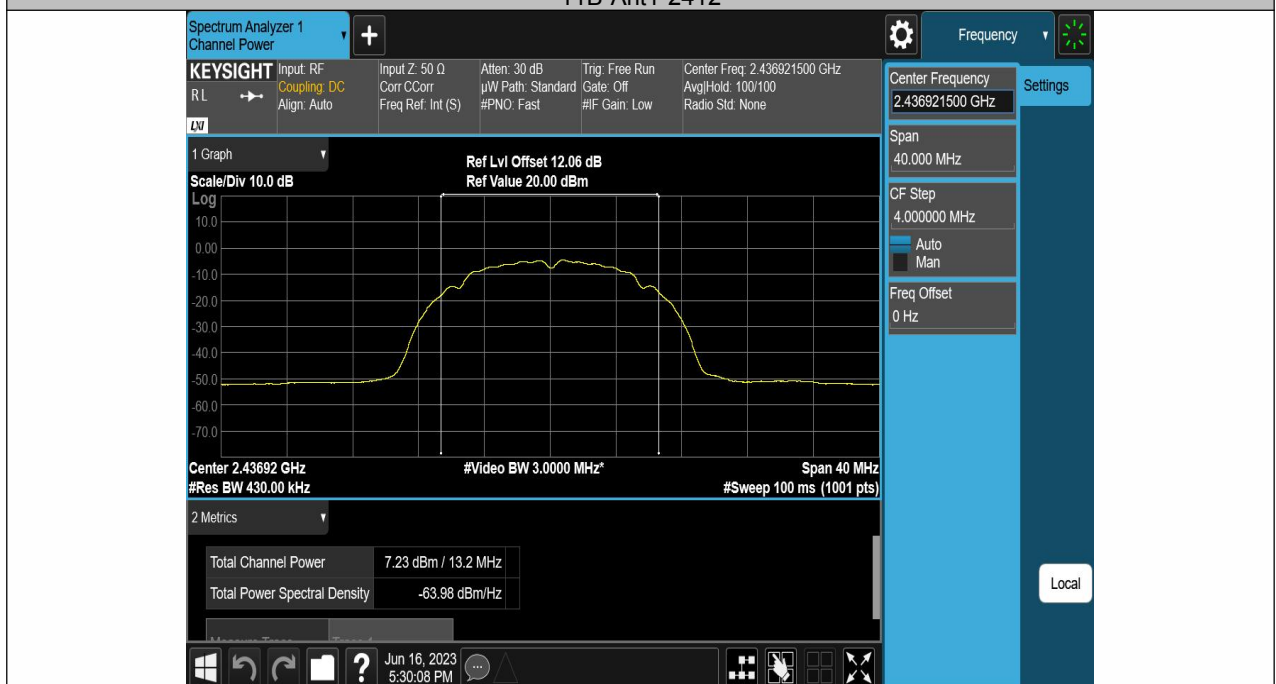 11B Ant1 2412
Spectrum Analyzer 1
Channel Power
Frequency
KEYSIGHT
RL
LXI
Input: RF
Coupling: DC
Align: Auto
Input Z: 50 Ω
Corr CCorr
Freq Ref: Int (S)
Atten: 30 dB
µW Path: Standard
#PNO: Fast
Trig: Free Run
Gate: Off
#IF Gain: Low
Center Freq: 2.436921500 GHz
Avg|Hold: 100/100
Radio Std: None
Center Frequency
2.436921500 GHz
Settings
Span
40.000 MHz
CF Step
4.000000 MHz
Auto
Man
Freq Offset
0 Hz
Local
1 Graph
Ref Lvl Offset 12.06 dB
Scale/Div 10.0 dB
Ref Value 20.00 dBm
Log
10.0
0.00
-10.0
-20.0
-30.0
-40.0
-50.0
-60.0
-70.0
Center 2.43692 GHz
#Video BW 3.0000 MHz*
Span 40 MHz
#Res BW 430.00 kHz
#Sweep 100 ms (1001 pts)
2 Metrics
Total Channel Power 7.23 dBm / 13.2 MHz
Total Power Spectral Density -63.98 dBm/Hz
?
Jun 16, 2023
5:30:08 PM